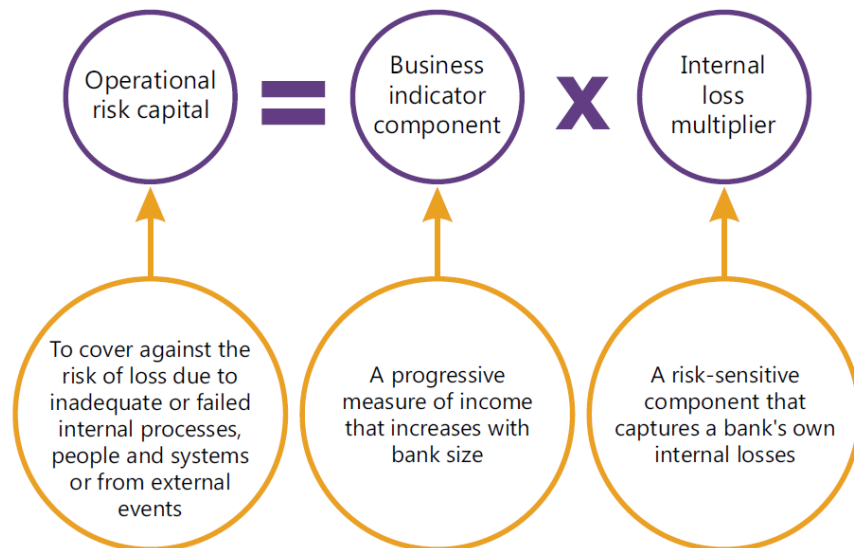 Operational
risk capital
=
Business
indicator
component
x
Internal
loss
multiplier
To cover against the
risk of loss due to
inadequate or failed
internal processes,
people and systems
or from external
events
A progressive
measure of income
that increases with
bank size
A risk-sensitive
component that
captures a bank's own
internal losses